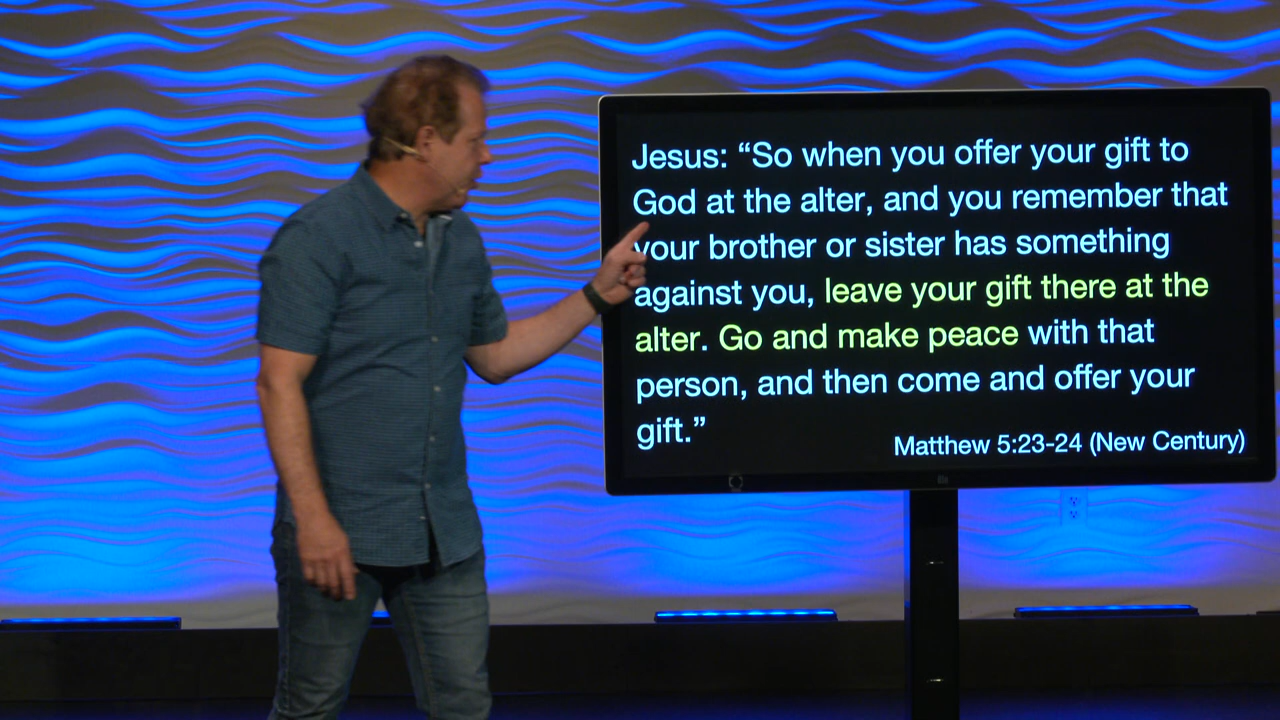 Jesus: “So when you offer your gift to
God at the alter, and you remember that
your brother or sister has something
against you, leave your gift there at the
alter. Go and make peace with that
person, and then come and offer your
gift.”
Matthew 5:23-24 (New Century)